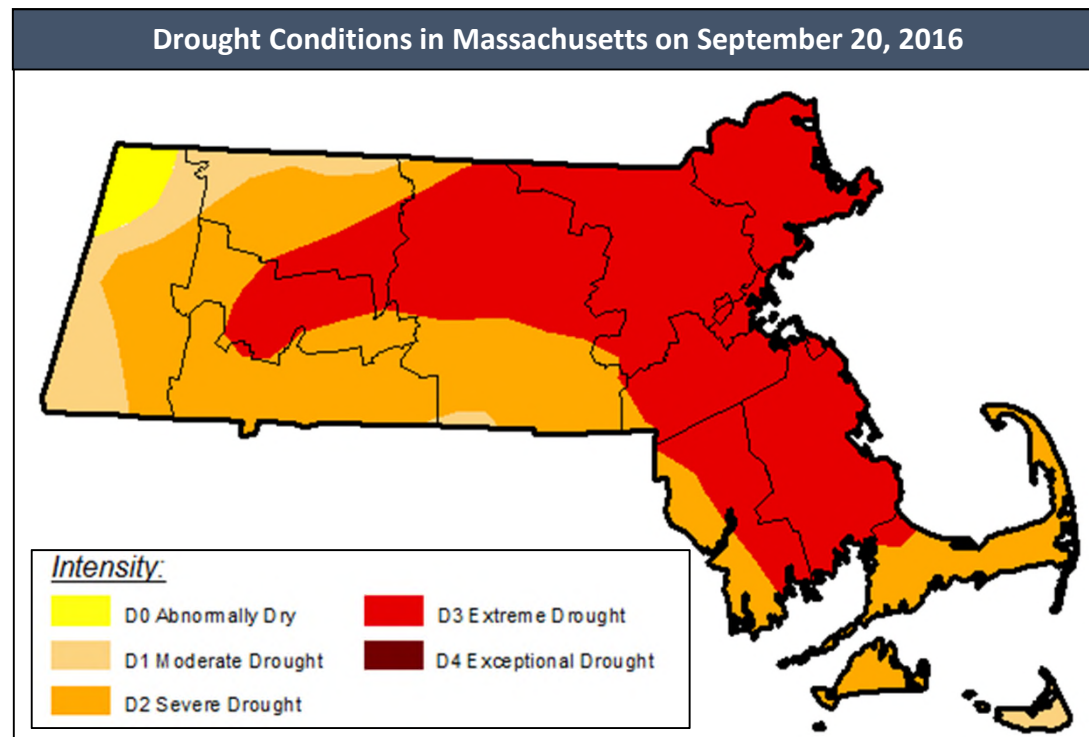 Drought Conditions in Massachusetts on September 20, 2016
Intensity:
D0 Abnormally Dry
D1 Moderate Drought
D2 Severe Drought
D3 Extreme Drought
D4 Exceptional Drought